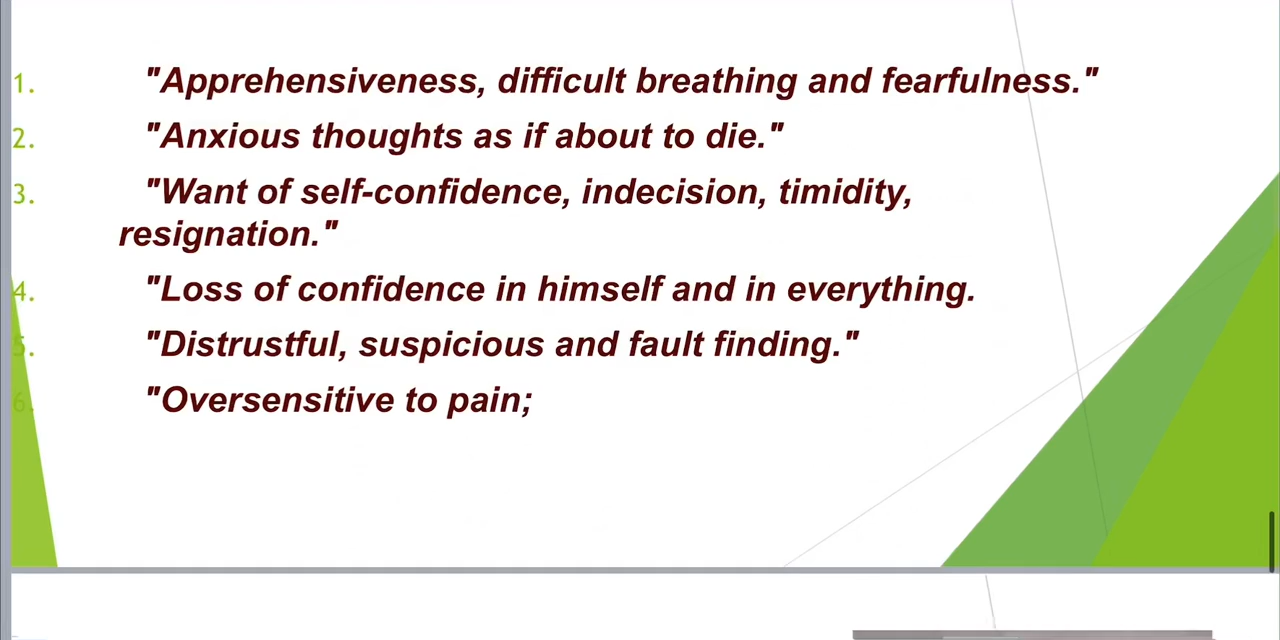 1. "Apprehensiveness, difficult breathing and fearfulness."
2. "Anxious thoughts as if about to die."
3. "Want of self-confidence, indecision, timidity,
resignation."
4. "Loss of confidence in himself and in everything.
5. "Distrustful, suspicious and fault finding."
6. "Oversensitive to pain;